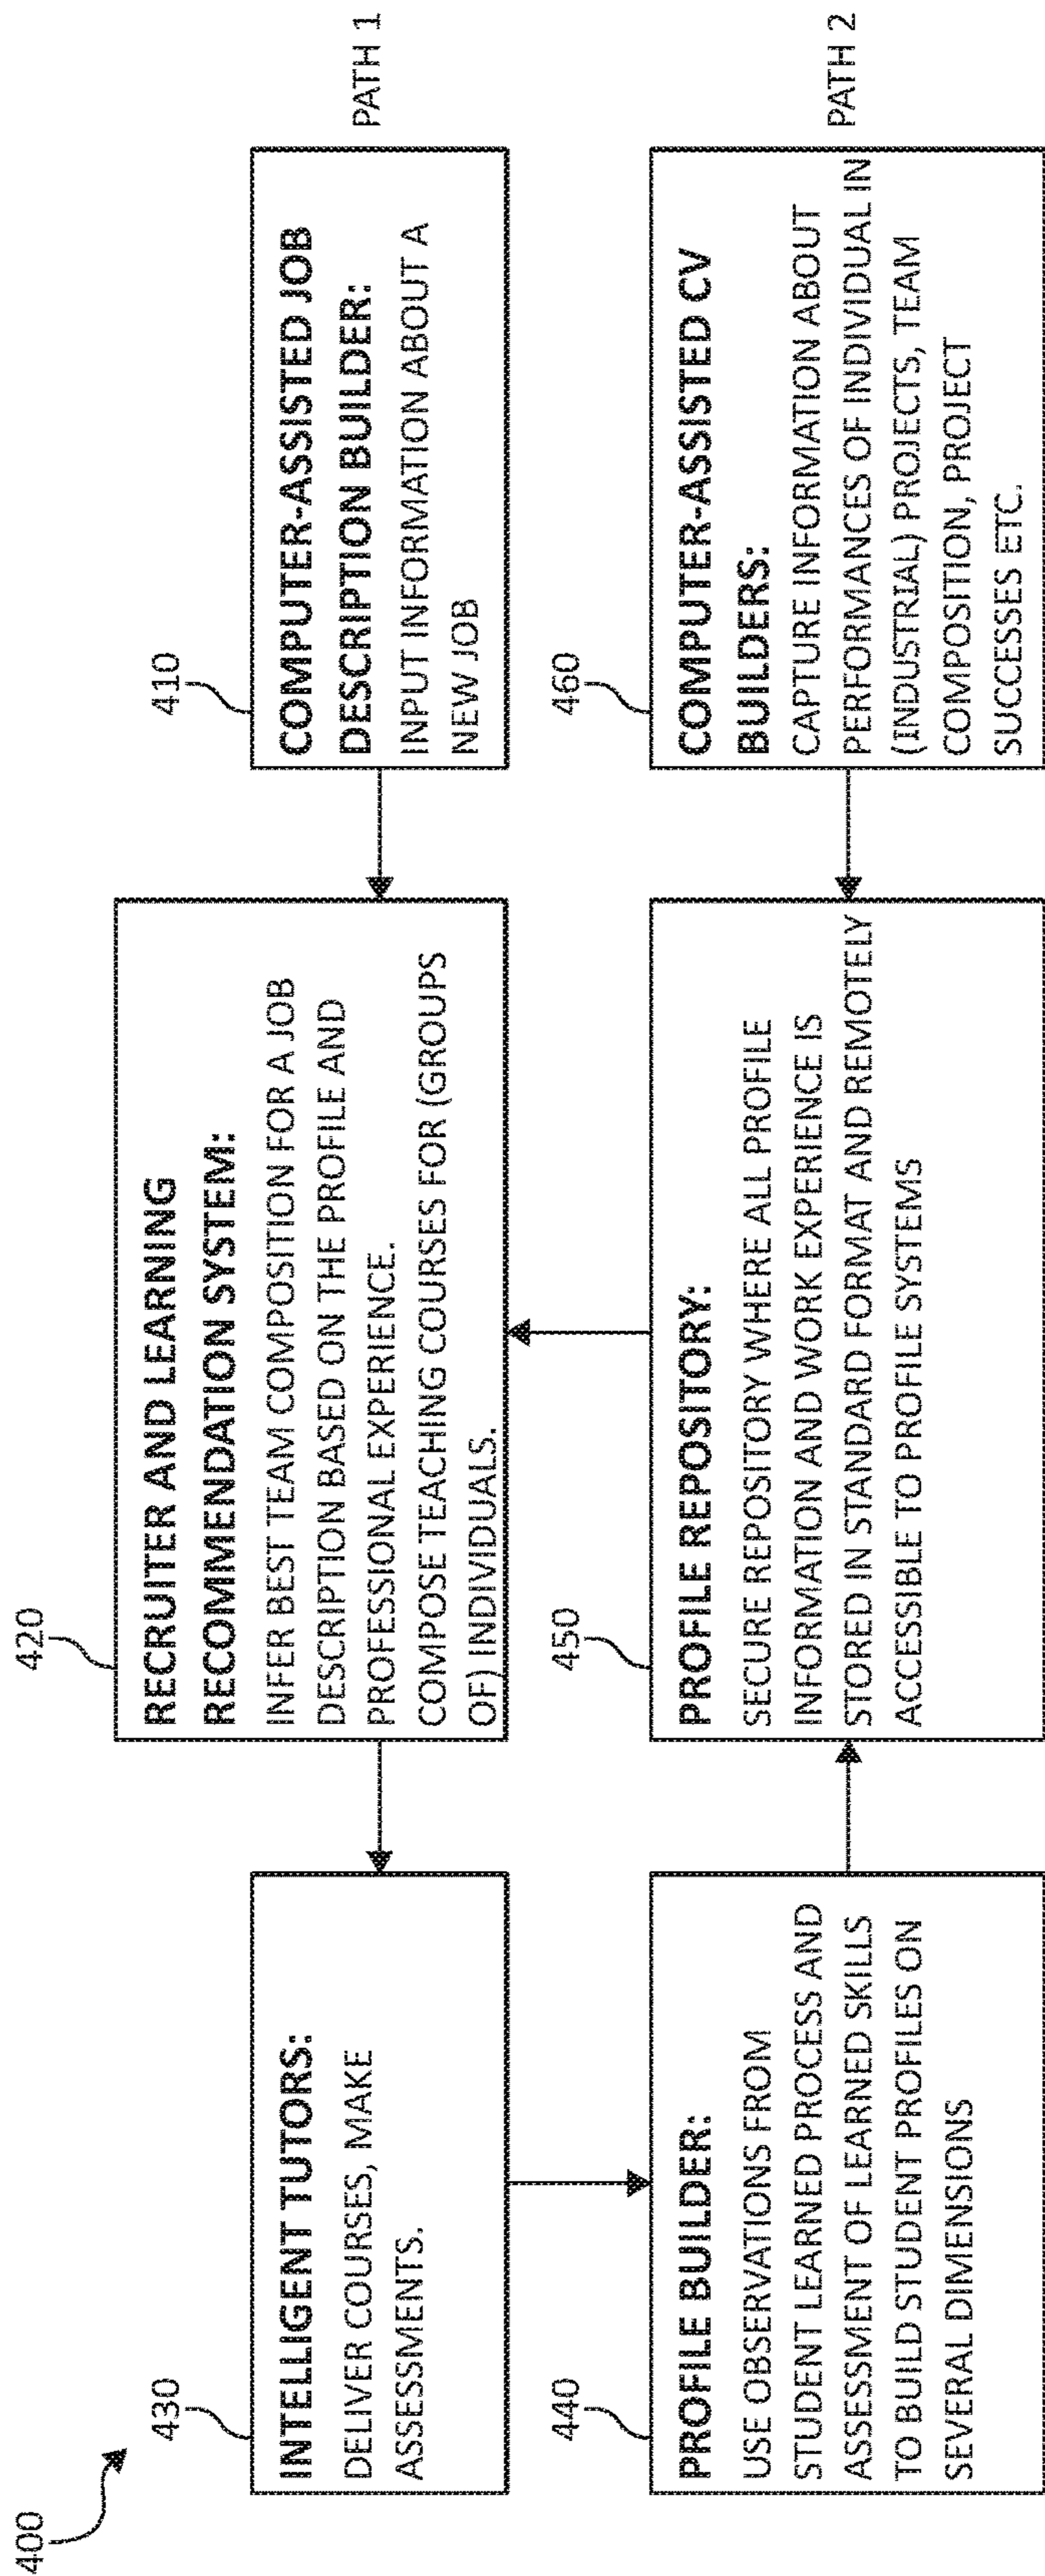 400
430
INTELLIGENT TUTORS:
DELIVER COURSES, MAKE
ASSESSMENTS.
420
RECRUITER AND LEARNING
RECOMMENDATION SYSTEM:
INFER BEST TEAM COMPOSITION FOR A JOB
DESCRIPTION BASED ON THE PROFILE AND
PROFESSIONAL EXPERIENCE.
COMPOSE TEACHING COURSES FOR (GROUPS
OF) INDIVIDUALS.
410
COMPUTER-ASSISTED JOB
DESCRIPTION BUILDER:
INPUT INFORMATION ABOUT A
NEW JOB
PATH 1
440
PROFILE BUILDER:
USE OBSERVATIONS FROM
STUDENT LEARNED PROCESS AND
ASSESSMENT OF LEARNED SKILLS
TO BUILD STUDENT PROFILES ON
SEVERAL DIMENSIONS
450
PROFILE REPOSITORY:
SECURE REPOSITORY WHERE ALL PROFILE
INFORMATION AND WORK EXPERIENCE IS
STORED IN STANDARD FORMAT AND REMOTELY
ACCESSIBLE TO PROFILE SYSTEMS
460
COMPUTER-ASSISTED CV
BUILDERS:
CAPTURE INFORMATION ABOUT
PERFORMANCES OF INDIVIDUAL IN
(INDUSTRIAL) PROJECTS, TEAM
COMPOSITION, PROJECT
SUCCESSES ETC.
PATH 2